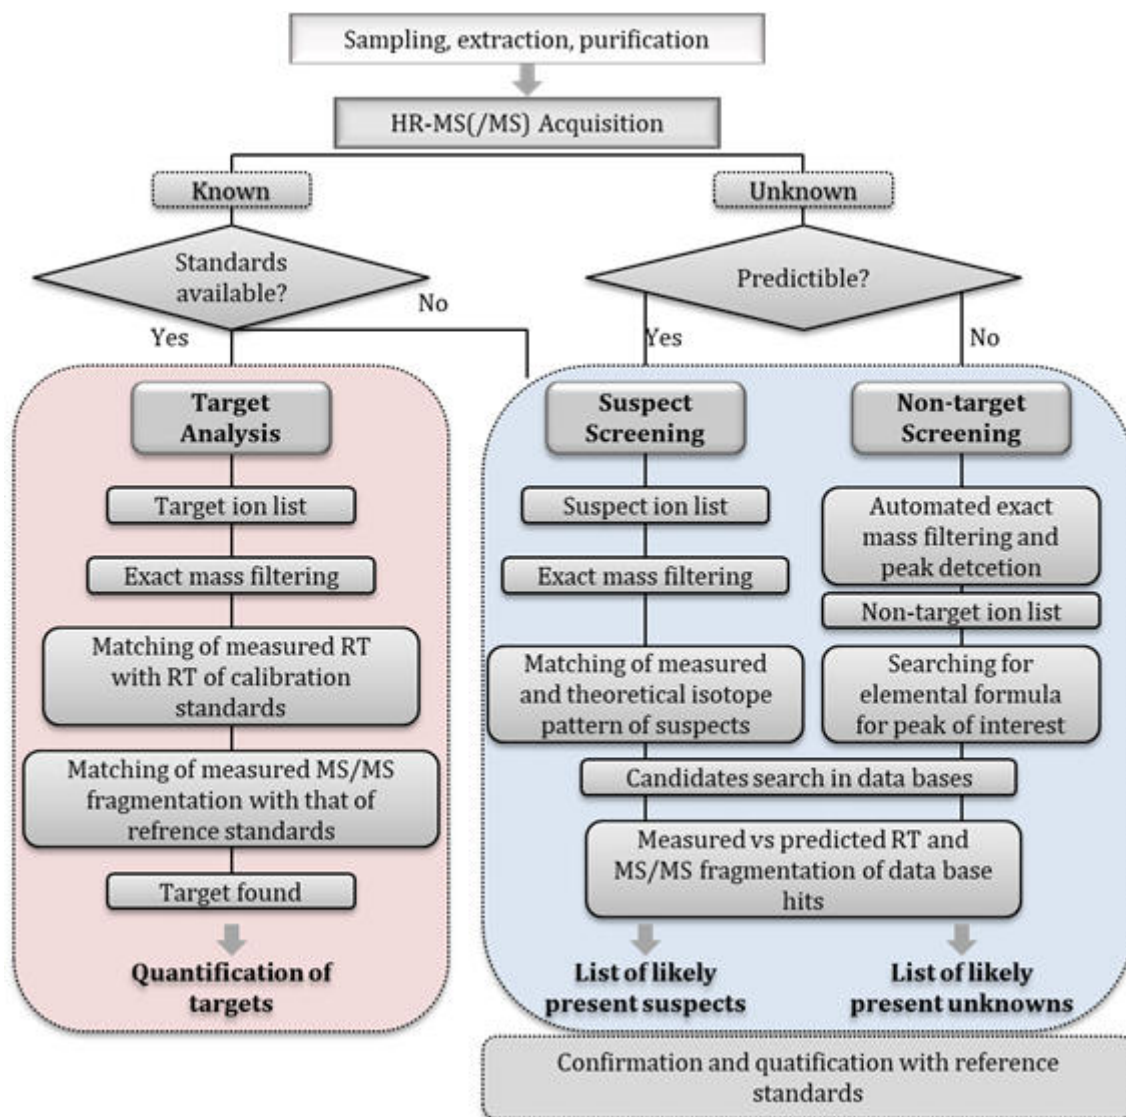 Sampling, extraction, purification
HR-MS(/MS) Acquisition
Known
Unknown
Standards
available?
Predictible?
No
Yes
Yes
No
Target
Analysis
Target ion list
Exact mass filtering
Matching of measured RT
with RT of calibration
standards
Matching of measured MS/MS
fragmentation with that of
refrence standards
Target found
Quantification of
targets
Suspect
Screening
Suspect ion list
Exact mass filtering
Matching of measured
and theoretical isotope
pattern of suspects
Non-target
Screening
Automated exact
mass filtering and
peak detcetion
Non-target ion list
Searching for
elemental formula
for peak of interest
Candidates search in data bases
Measured vs predicted RT and
MS/MS fragmentation of data base
hits
List of likely
present suspects
List of likely
present unknowns
Confirmation and quatification with reference
standards